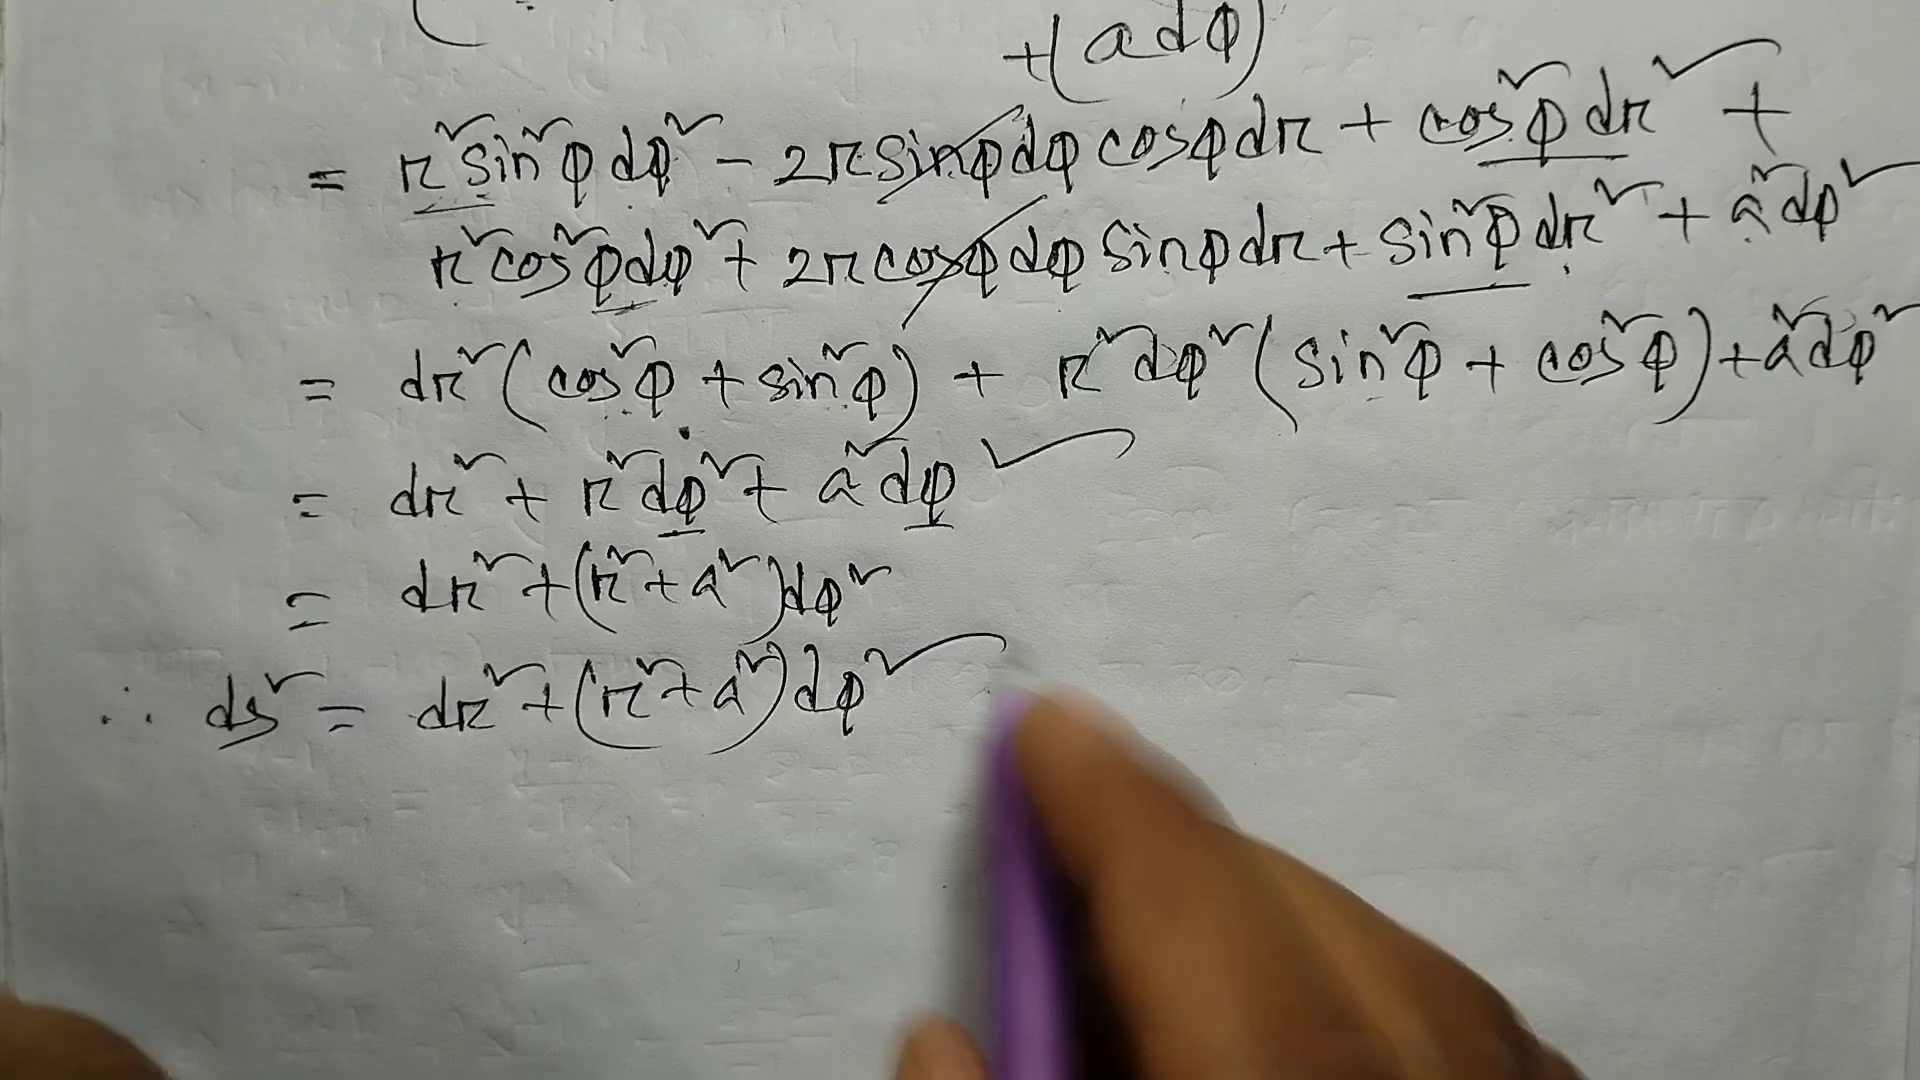 +(adφ)
= r² sin²φ dφ² - 2r sinφ dφ cosφ dr + cos²φ dr² +
r² cos²φ dφ² + 2r cosφ dφ sinφ dr + sin²φ dr² + a² dφ²
= dr² (cos²φ + sin²φ) + r² dφ² (sin²φ + cos²φ) + a² dφ²
= dr² + r² dφ² + a² dφ²
= dr² + (r² + a²) dφ²
∴ ds² = dr² + (r² + a²) dφ²